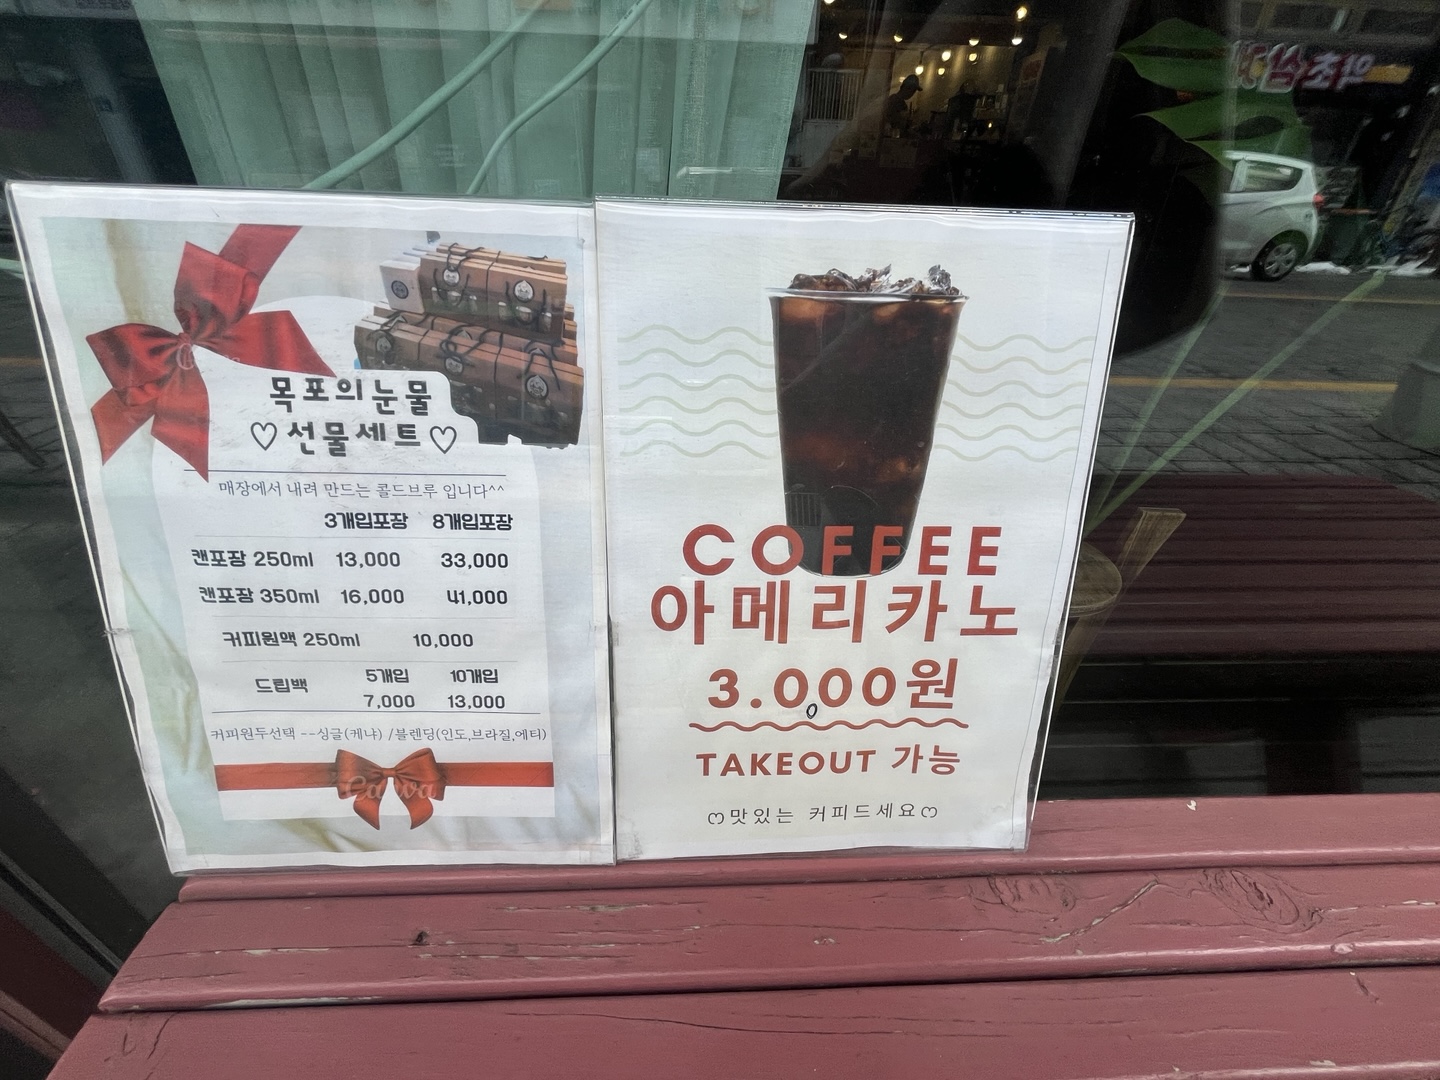 목포의눈물
♡선물세트♡
매장에서 내려 만드는 콜드브루 입니다^^
3개입포장 8개입포장
캔포장 250ml 13,000 33,000
캔포장 350ml 16,000 41,000
커피원액 250ml 10,000
드립백 5개입 10개입
7,000 13,000
커피원두선택 --싱글(케냐) /블렌딩(인도,브라질,에티)
Canva
COFFEE
아메리카노
3.000원
TAKEOUT 가능
♡맛있는 커피드세요♡